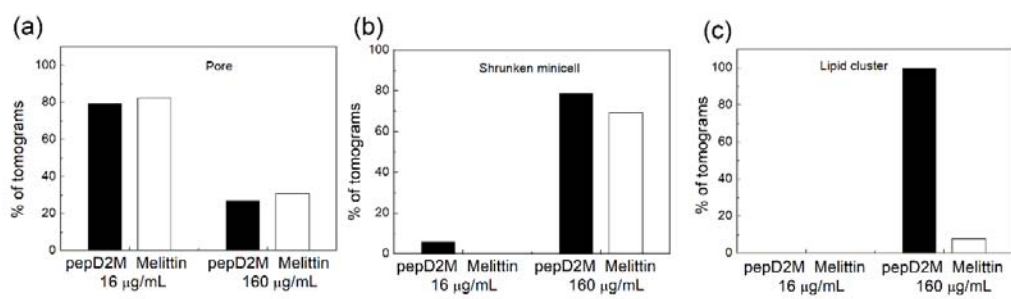 (a)
Pore
% of tomograms
100
80
60
40
20
0
pepD2M Melittin pepD2M Melittin
16 μg/mL 160 μg/mL
(b)
Shrunken minicell
% of tomograms
100
80
60
40
20
0
pepD2M Melittin pepD2M Melittin
16 μg/mL 160 μg/mL
(c)
Lipid cluster
% of tomograms
100
80
60
40
20
0
pepD2M Melittin pepD2M Melittin
16 μg/mL 160 μg/mL